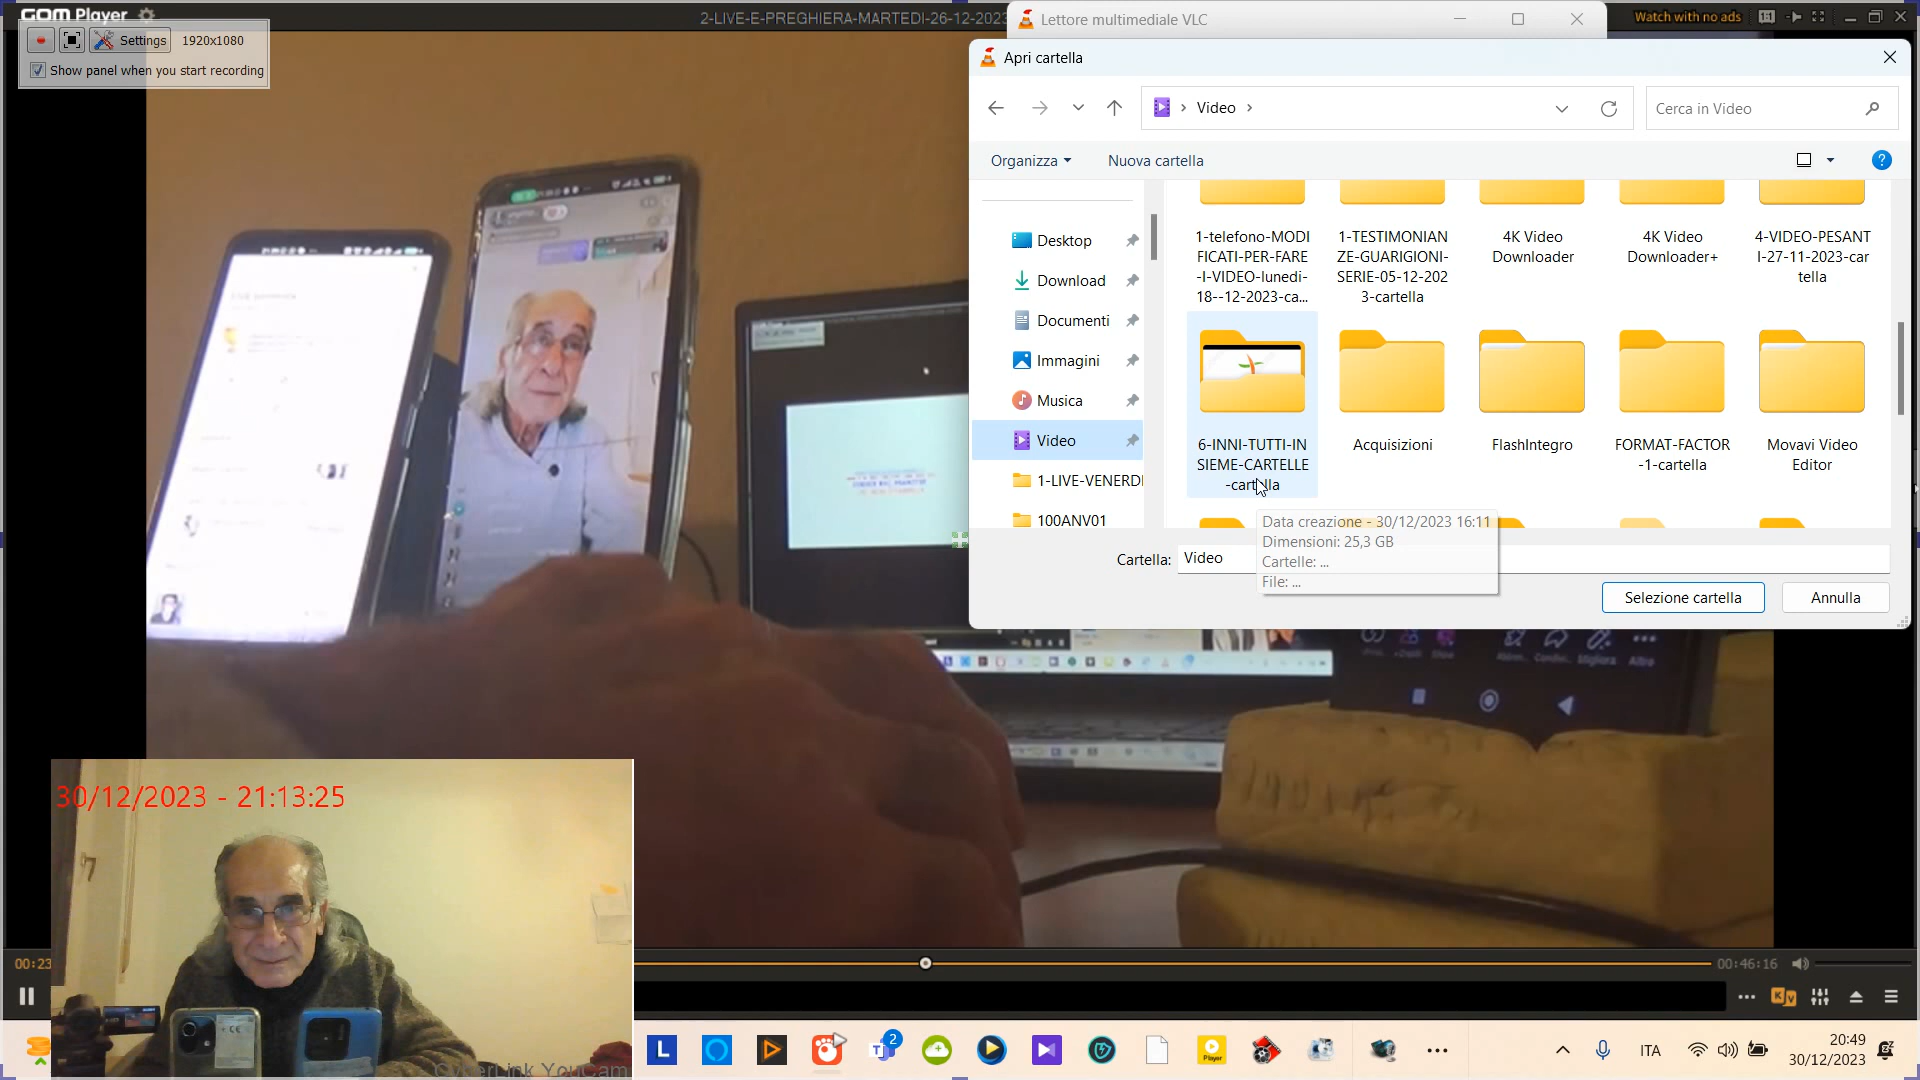 GOM Player
2-LIVE-E-PREGHIERA-MARTEDI-26-12-2023
Watch with no ads
Settings
1920x1080
Show panel when you start recording
Lettore multimediale VLC
Apri cartella
Video
Cerca in Video
Organizza
Nuova cartella
Desktop
Download
Documenti
Immagini
Musica
Video
1-LIVE-VENERDI
100ANV01
1-telefono-MODI
FICATI-PER-FARE
-I-VIDEO-lunedi-
18--12-2023-ca...
1-TESTIMONIAN
ZE-GUARIGIONI-
SERIE-05-12-202
3-cartella
4K Video
Downloader
4K Video
Downloader+
4-VIDEO-PESANT
I-27-11-2023-car
tella
6-INNI-TUTTI-IN
SIEME-CARTELLE
-cartella
Acquisizioni
FlashIntegro
FORMAT-FACTOR
-1-cartella
Movavi Video
Editor
Data creazione - 30/12/2023 16:11
Dimensioni: 25,3 GB
Cartelle: ...
File: ...
Cartella:
Video
Selezione cartella
Annulla
30/12/2023 - 21:13:25
CyberLink YouCam
00:23
00:46:16
L
2
Player
ITA
20:49
30/12/2023